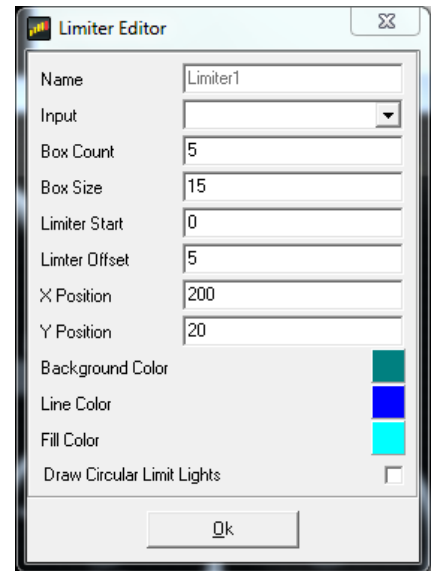 Limiter Editor
Name Limiter1
Input
Box Count 5
Box Size 15
Limiter Start 0
Limter Offset 5
X Position 200
Y Position 20
Background Color
Line Color
Fill Color
Draw Circular Limit Lights
Ok